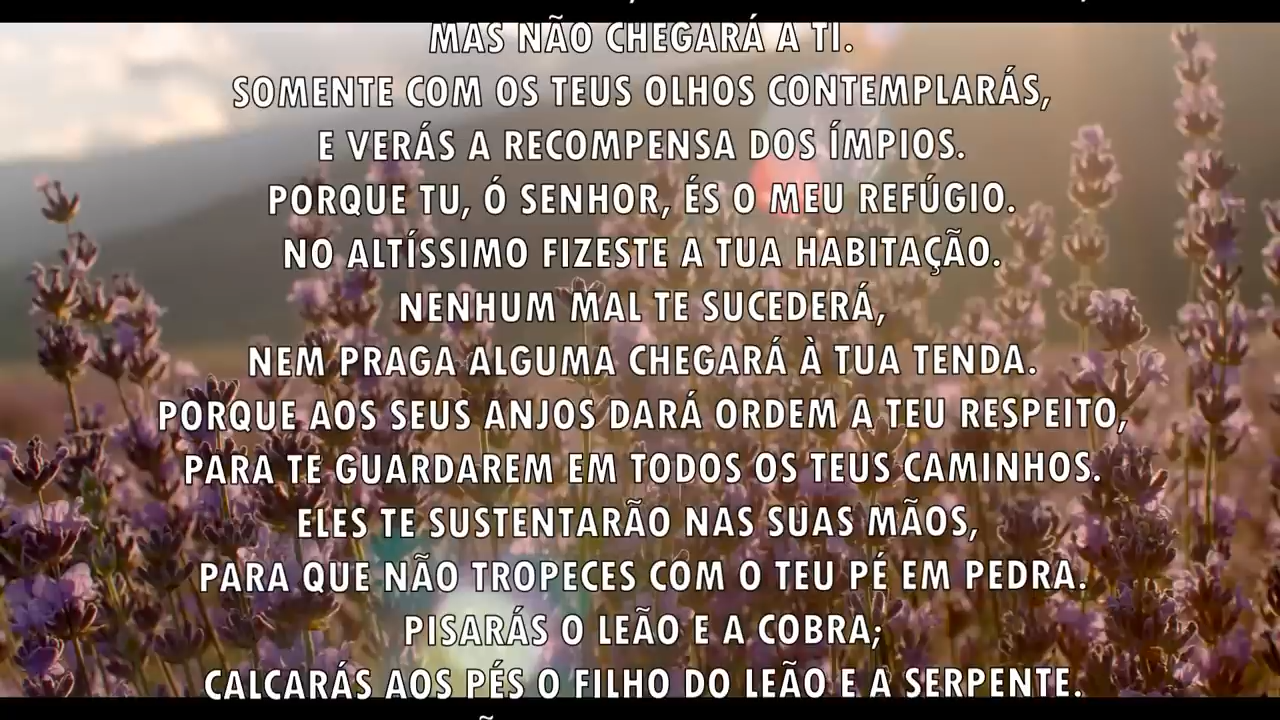 MAS NÃO CHEGARÁ A TI.
SOMENTE COM OS TEUS OLHOS CONTEMPLARÁS,
E VERÁS A RECOMPENSA DOS ÍMPIOS.
PORQUE TU, Ó SENHOR, ÉS O MEU REFÚGIO.
NO ALTÍSSIMO FIZESTE A TUA HABITAÇÃO.
NENHUM MAL TE SUCEDERÁ,
NEM PRAGA ALGUMA CHEGARÁ À TUA TENDA.
PORQUE AOS SEUS ANJOS DARÁ ORDEM A TEU RESPEITO,
PARA TE GUARDAREM EM TODOS OS TEUS CAMINHOS.
ELES TE SUSTENTARÃO NAS SUAS MÃOS,
PARA QUE NÃO TROPECES COM O TEU PÉ EM PEDRA.
PISARÁS O LEÃO E A COBRA;
CALCARÁS AOS PÉS O FILHO DO LEÃO E A SERPENTE.